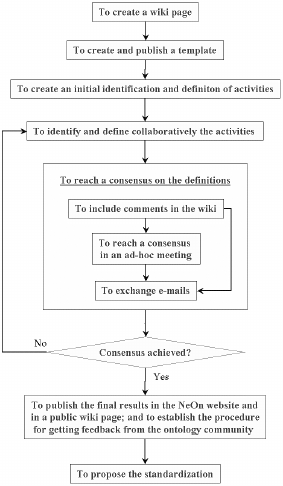 To create a wiki page
To create and publish a template
To create an initial identification and definiton of activities
To identify and define collaboratively the activities
To reach a consensus on the definitions
To include comments in the wiki
To reach a consensus
in an ad-hoc meeting
To exchange e-mails
No
Consensus achieved?
Yes
To publish the final results in the NeOn website and
in a public wiki page; and to establish the procedure
for getting feedback from the ontology community
To propose the standardization